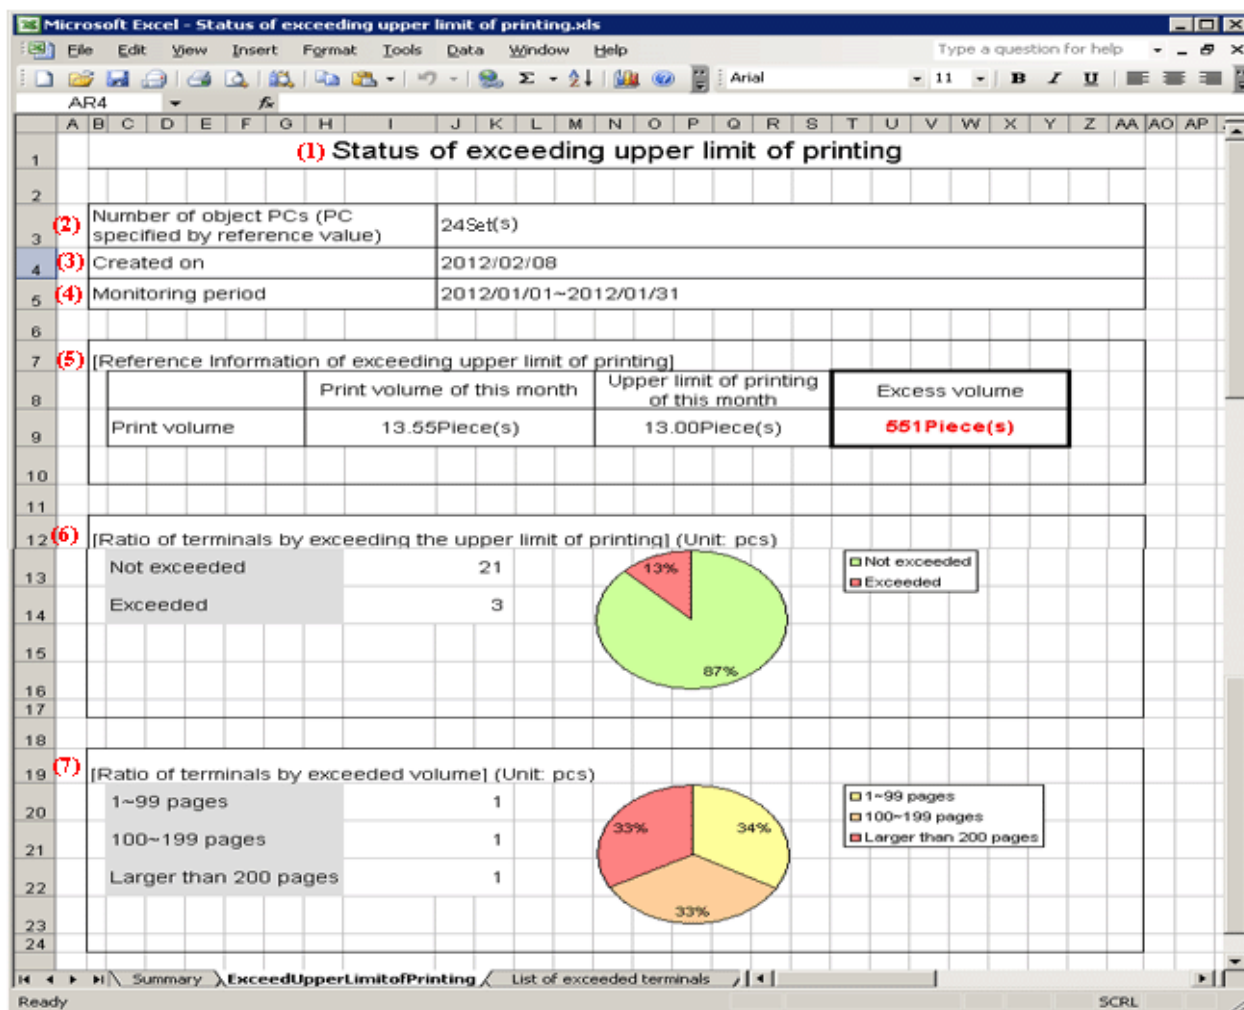 Microsoft Excel - Status of exceeding upper limit of printing.xls
File Edit View Insert Format Tools Data Window Help Type a question for help
Arial 11 B I U
AR4 fx
A B C D E F G H I J K L M N O P Q R S T U V W X Y Z AA AO AP
1 (1) Status of exceeding upper limit of printing
2
3 (2) Number of object PCs (PC specified by reference value) 24Set(s)
4 (3) Created on 2012/02/08
5 (4) Monitoring period 2012/01/01~2012/01/31
6
7 (5) [Reference Information of exceeding upper limit of printing]
8 Print volume of this month Upper limit of printing of this month Excess volume
9 Print volume 13.55Piece(s) 13.00Piece(s) 551Piece(s)
10
11
12 (6) [Ratio of terminals by exceeding the upper limit of printing] (Unit: pcs)
13 Not exceeded 21 13% Not exceeded
Exceeded
14 Exceeded 3
15
16 87%
17
18
19 (7) [Ratio of terminals by exceeded volume] (Unit: pcs)
20 1~99 pages 1 1~99 pages
33% 34% 100~199 pages
21 100~199 pages 1 Larger than 200 pages
22 Larger than 200 pages 1
23 33%
24
Summary ExceedUpperLimitofPrinting List of exceeded terminals
Ready SCRL